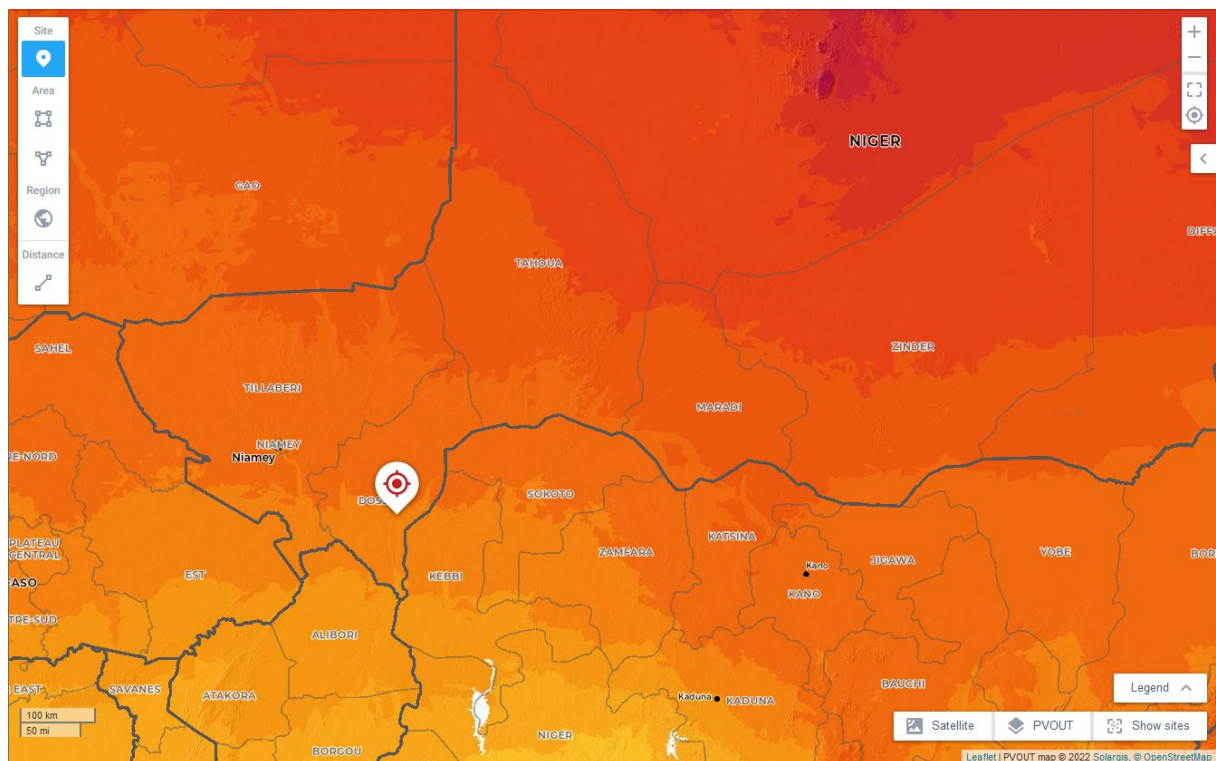 Site
Area
Region
Distance
100 km
50 mi
NIGER
GAO
DIFFA
TAHOUA
SAHEL
ZINDER
TILLABERI
MARADI
NIAMEY
Niamey
RE-NORD
SOKOTO
KATSINA
PLATEAU
CENTRAL
ZAMFARA
JIGAWA
YOBE
BOR
Kano
KANO
EST
KEBBI
FASO
TRE-SUD
ALIBORI
EAST
SAVANES
ATAKORA
Kaduna
KADUNA
BAUCHI
NIGER
BORGOU
Legend
Satellite
PVOUT
Show sites
Leaflet | PVOUT map © 2022 Solargis, © OpenStreetMap